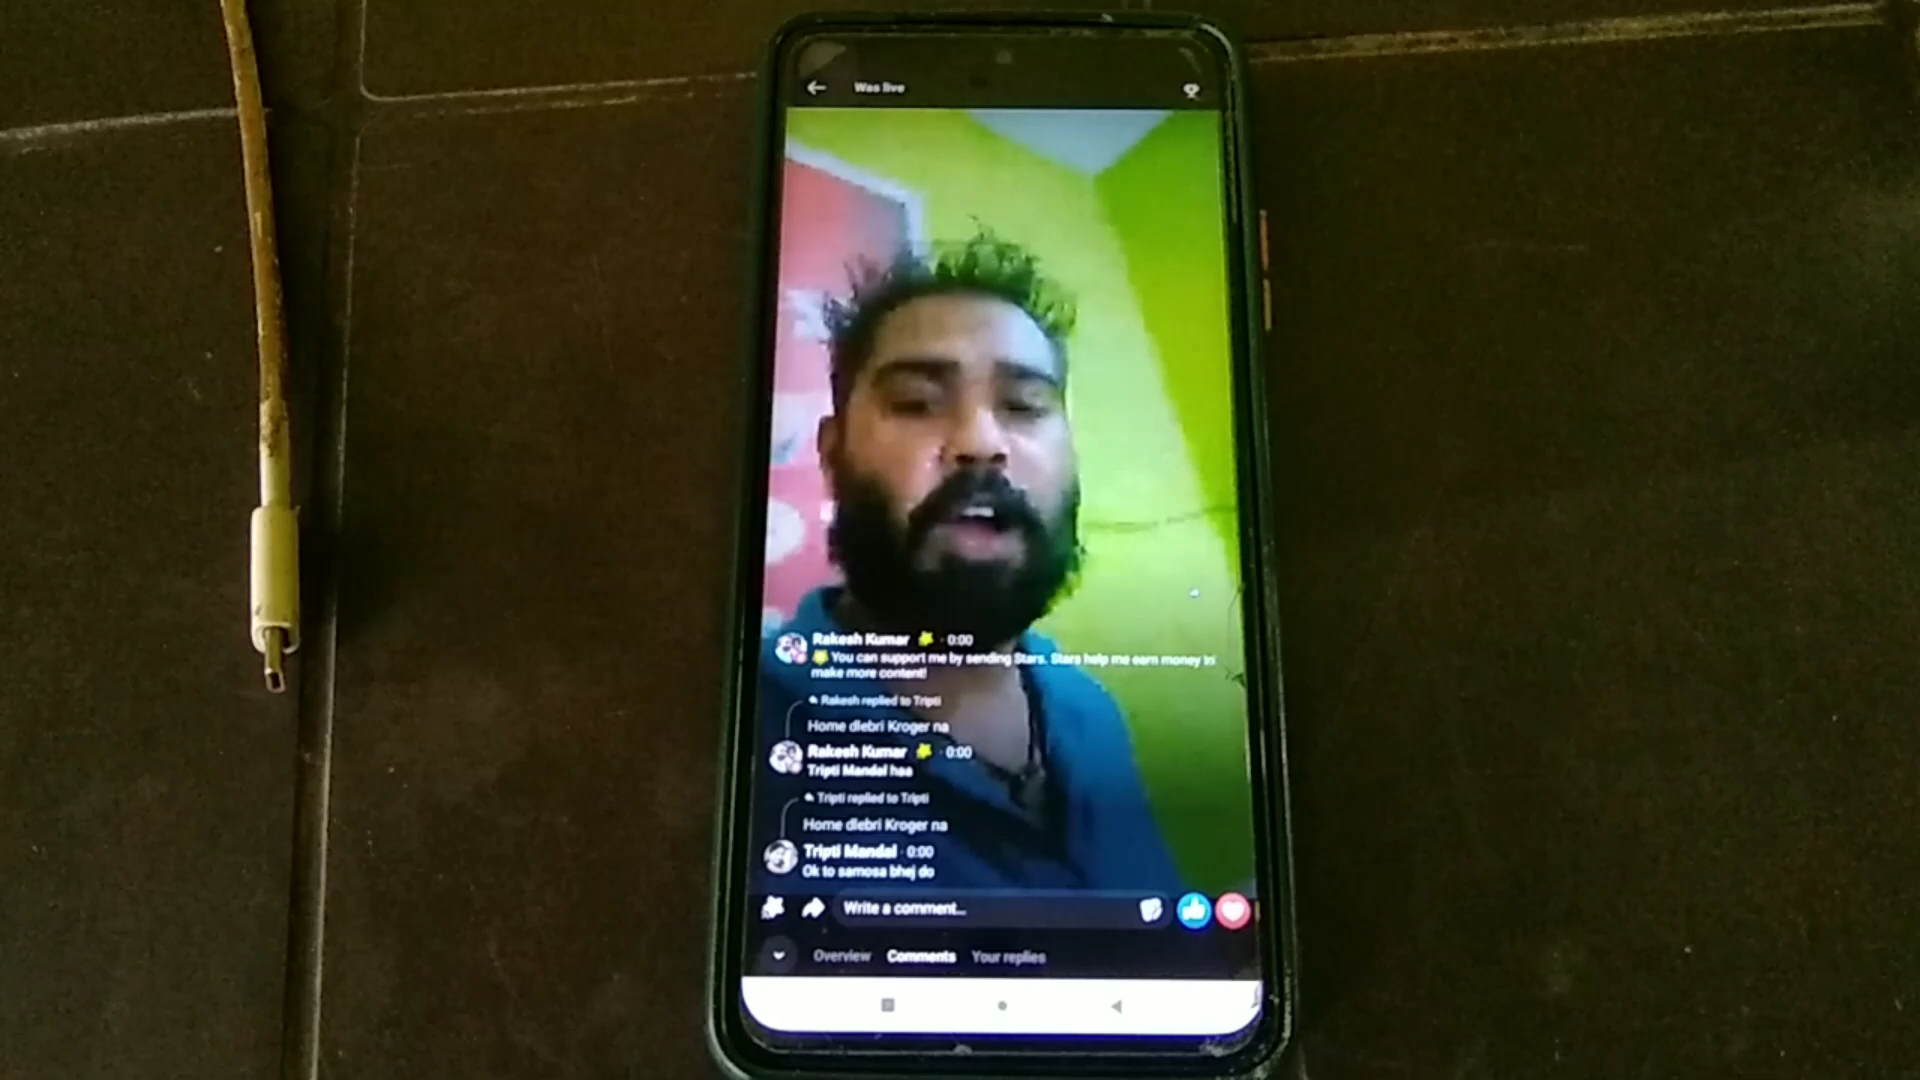 Was live
Rakesh Kumar · 0:00
You can support me by sending Stars. Stars help me earn money to
make more content!
Rakesh replied to Tripti
Home dlebri Kroger na
Rakesh Kumar · 0:00
Tripti Mandal haa
Tripti replied to Tripti
Home dlebri Kroger na
Tripti Mandal · 0:00
Ok to samosa bhej do
Write a comment...
Overview Comments Your replies